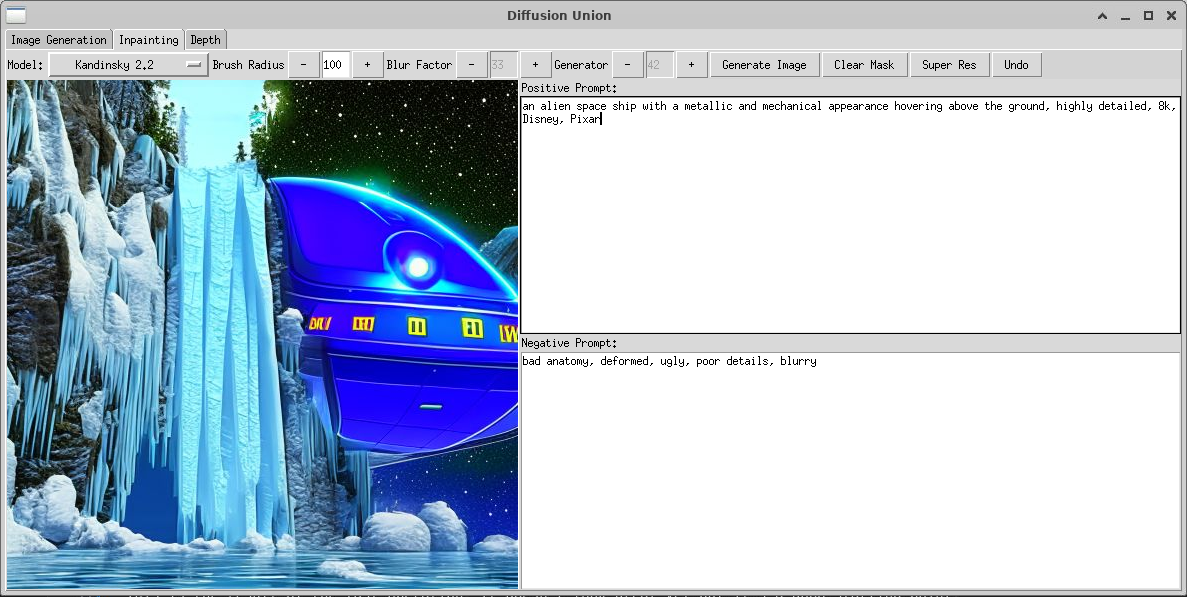 Diffusion Union
Image Generation Inpainting Depth
Model: Kandinsky 2.2 Brush Radius - 100 + Blur Factor - 33 + Generator - 42 + Generate Image Clear Mask Super Res Undo
Positive Prompt:
an alien space ship with a metallic and mechanical appearance hovering above the ground, highly detailed, 8k,
Disney, Pixar
Negative Prompt:
bad anatomy, deformed, ugly, poor details, blurry